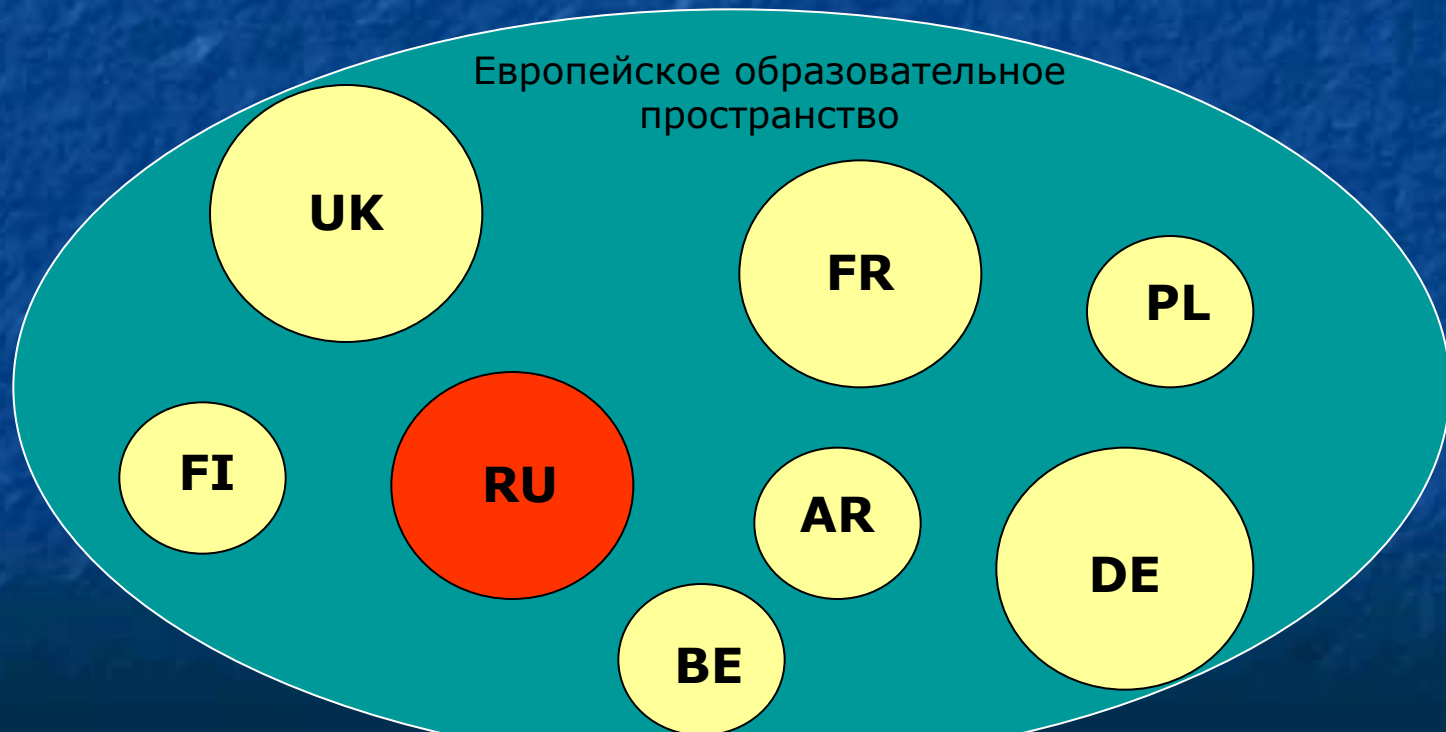 Европейское образовательное
пространство
UK
FR
PL
FI
RU
AR
DE
BE